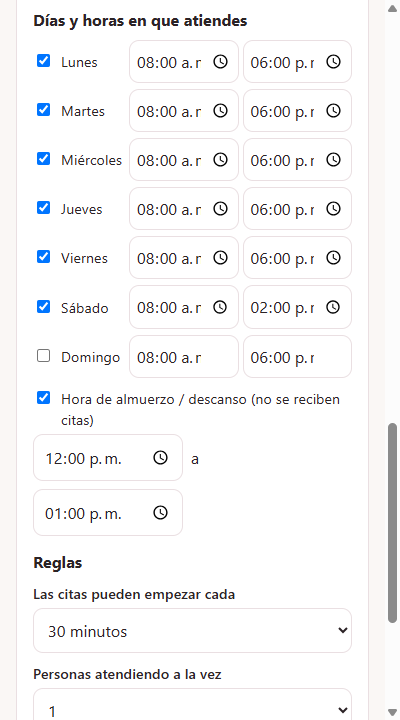 Días y horas en que atiendes
Lunes 08:00 a. 06:00 p.
Martes 08:00 a. 06:00 p.
Miércoles 08:00 a. 06:00 p.
Jueves 08:00 a. 06:00 p.
Viernes 08:00 a. 06:00 p.
Sábado 08:00 a. 02:00 p.
Domingo 08:00 a. 06:00 p.
Hora de almuerzo / descanso (no se reciben
citas)
12:00 p. m. a
01:00 p. m.
Reglas
Las citas pueden empezar cada
30 minutos
Personas atendiendo a la vez
1